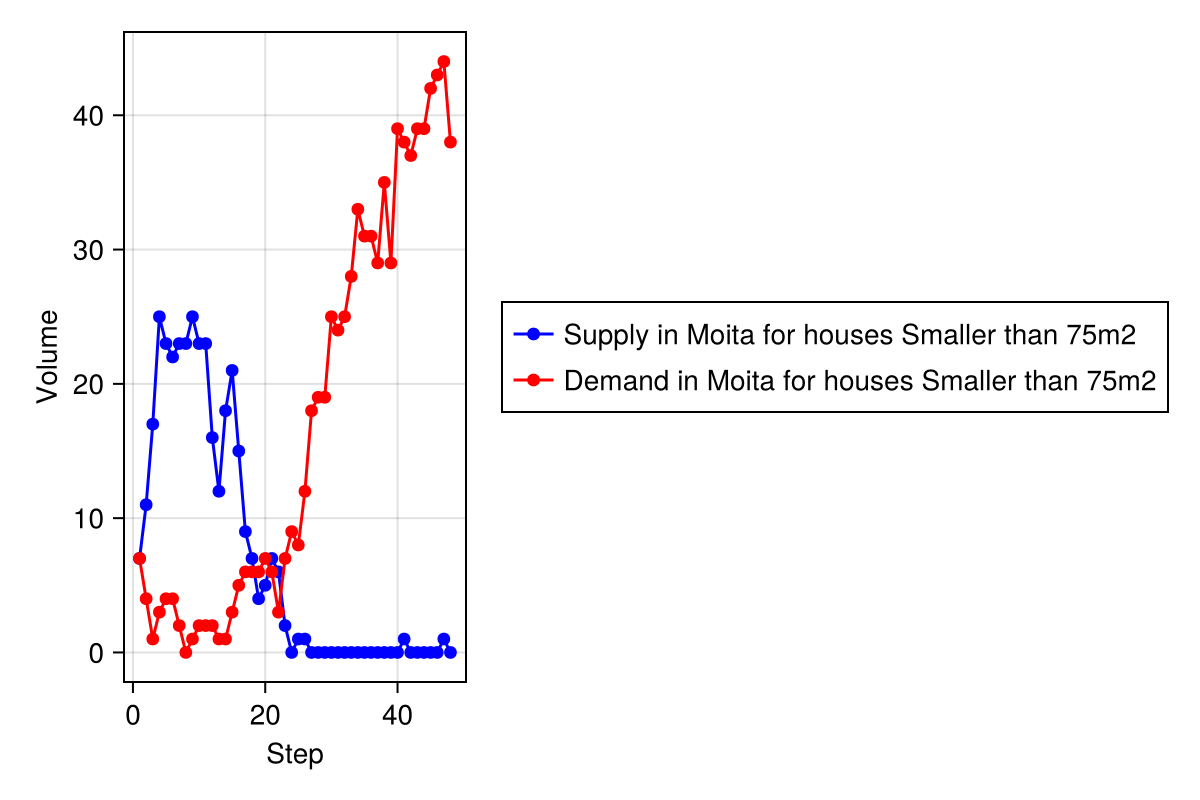 40
30
20
10
0
Volume
0 20 40
Step
Supply in Moita for houses Smaller than 75m2
Demand in Moita for houses Smaller than 75m2